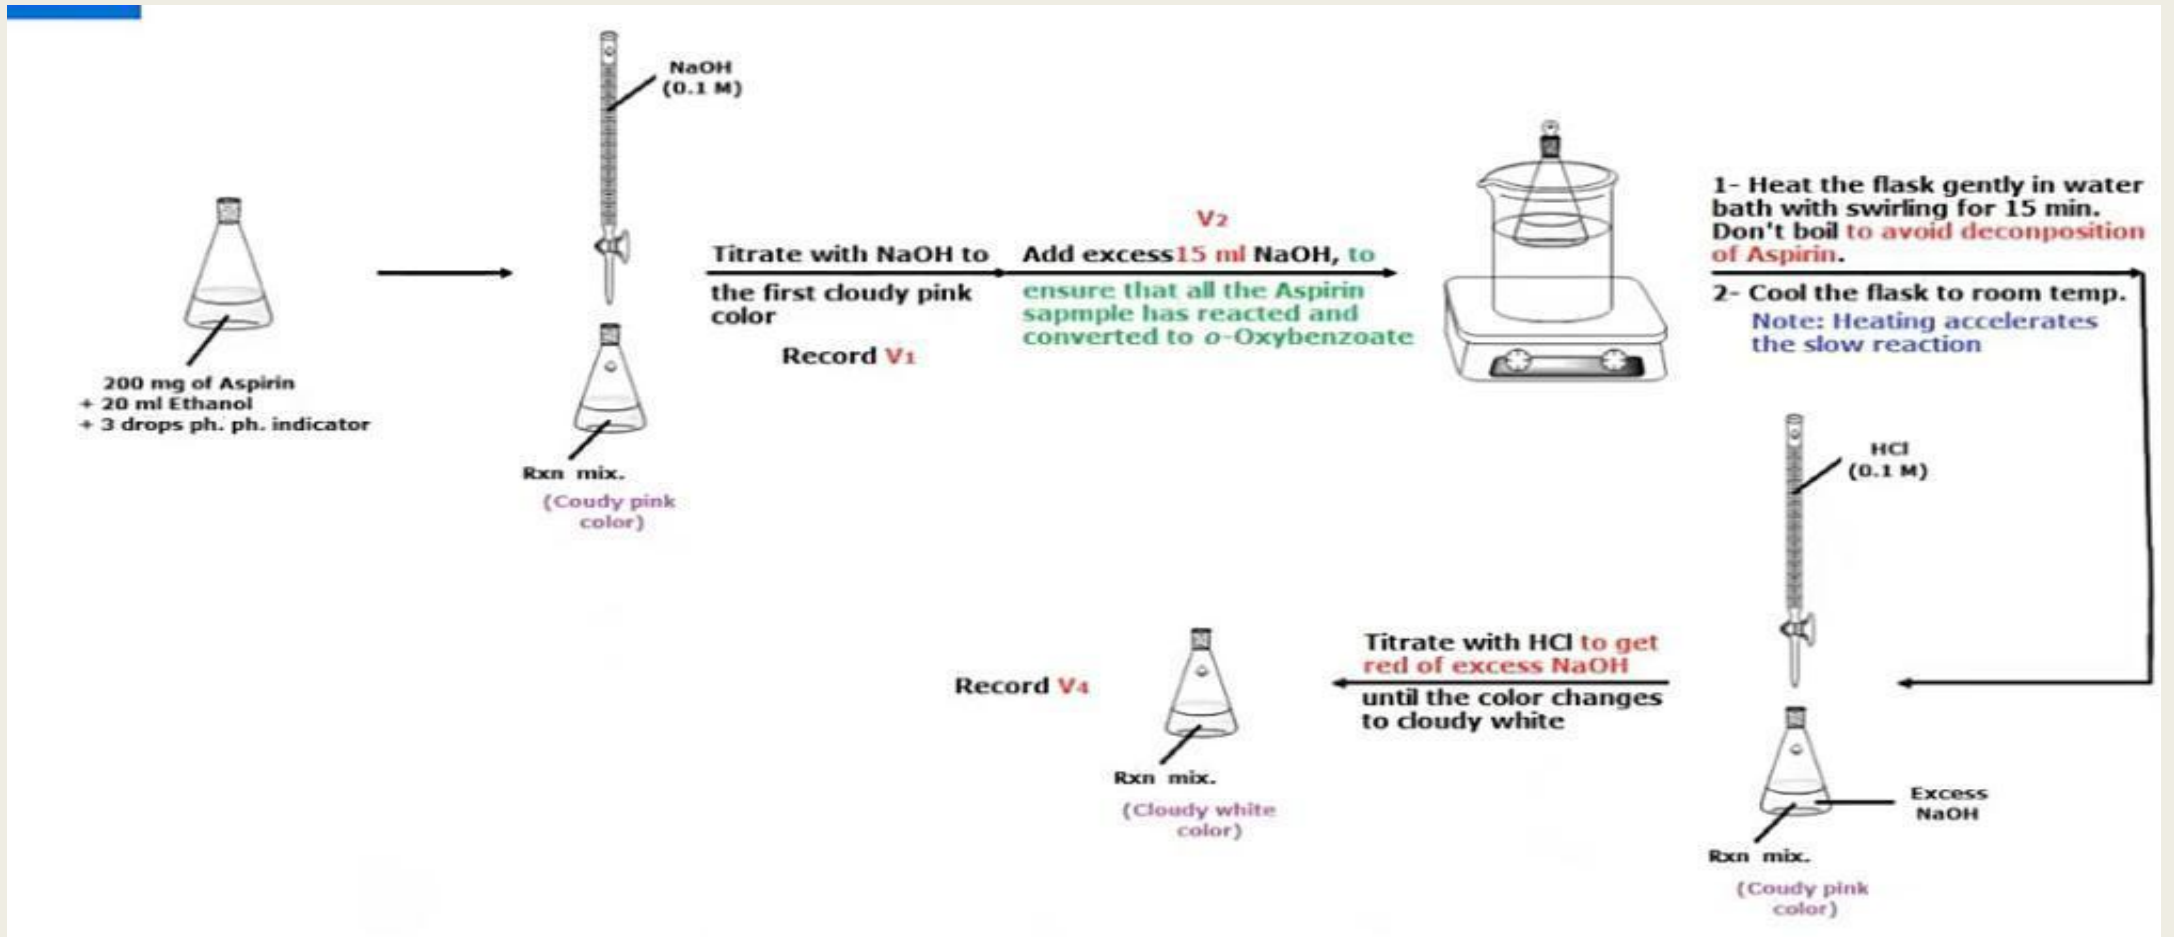 NaOH
(0.1 M)
200 mg of Aspirin
+ 20 ml Ethanol
+ 3 drops ph. ph. indicator
Rxn mix.
(Coudy pink
color)
Titrate with NaOH to
the first cloudy pink
color
Record V1
V2
Add excess15 ml NaOH, to
ensure that all the Aspirin
sapmple has reacted and
converted to o-Oxybenzoate
1- Heat the flask gently in water
bath with swirling for 15 min.
Don't boil to avoid deconposition
of Aspirin.
2- Cool the flask to room temp.
Note: Heating accelerates
the slow reaction
HCl
(0.1 M)
Excess
NaOH
Rxn mix.
(Coudy pink
color)
Titrate with HCl to get
red of excess NaOH
until the color changes
to cloudy white
Record V4
Rxn mix.
(Cloudy white
color)